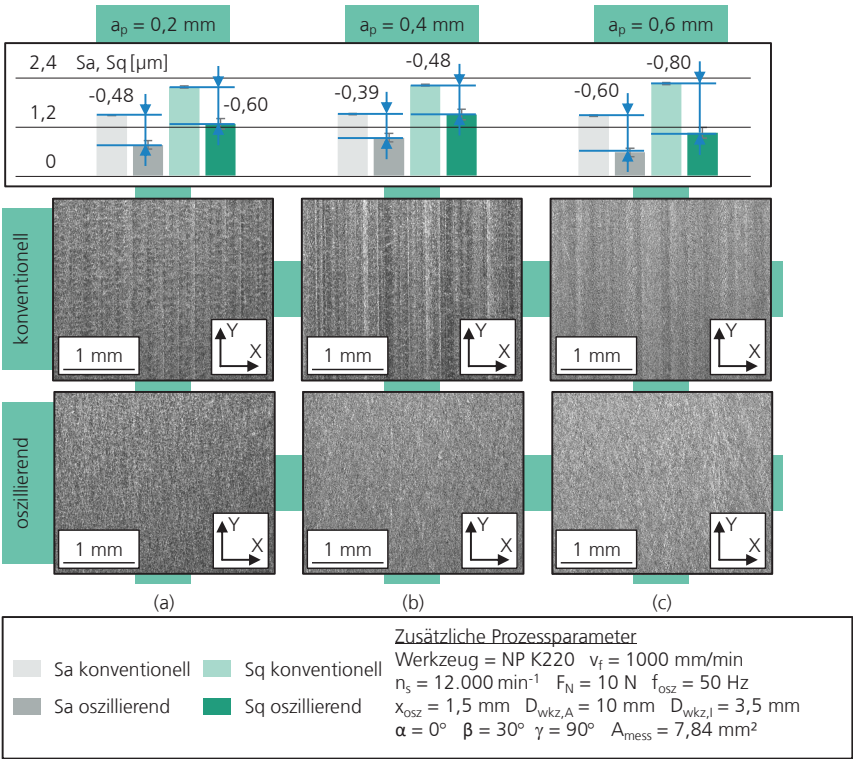 aₚ = 0,2 mm
aₚ = 0,4 mm
aₚ = 0,6 mm
2,4 Sa, Sq [µm]
1,2
0
-0,48
-0,60
-0,39
-0,48
-0,60
-0,80
konventionell
1 mm
Y
X
1 mm
Y
X
1 mm
Y
X
oszillierend
1 mm
Y
X
1 mm
Y
X
1 mm
Y
X
(a)
(b)
(c)
Sa konventionell
Sq konventionell
Sa oszillierend
Sq oszillierend
Zusätzliche Prozessparameter
Werkzeug = NP K220 v_f = 1000 mm/min
n_s = 12.000 min⁻¹ F_N = 10 N f_osz = 50 Hz
x_osz = 1,5 mm D_wkz,A = 10 mm D_wkz,I = 3,5 mm
α = 0° β = 30° γ = 90° A_mess = 7,84 mm²